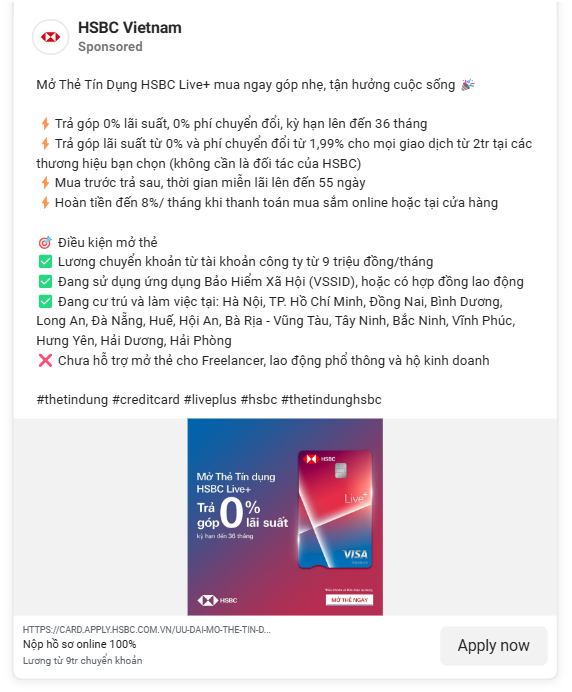 HSBC Vietnam
Sponsored
Mở Thẻ Tín Dụng HSBC Live+ mua ngay góp nhẹ, tận hưởng cuộc sống 🎉
⚡Trả góp 0% lãi suất, 0% phí chuyển đổi, kỳ hạn lên đến 36 tháng
⚡Trả góp lãi suất từ 0% và phí chuyển đổi từ 1,99% cho mọi giao dịch từ 2tr tại các
thương hiệu bạn chọn (không cần là đối tác của HSBC)
⚡Mua trước trả sau, thời gian miễn lãi lên đến 55 ngày
⚡Hoàn tiền đến 8%/ tháng khi thanh toán mua sắm online hoặc tại cửa hàng
🎯 Điều kiện mở thẻ
✅ Lương chuyển khoản từ tài khoản công ty từ 9 triệu đồng/tháng
✅ Đang sử dụng ứng dụng Bảo Hiểm Xã Hội (VSSID), hoặc có hợp đồng lao động
✅ Đang cư trú và làm việc tại: Hà Nội, TP. Hồ Chí Minh, Đồng Nai, Bình Dương,
Long An, Đà Nẵng, Huế, Hội An, Bà Rịa - Vũng Tàu, Tây Ninh, Bắc Ninh, Vĩnh Phúc,
Hưng Yên, Hải Dương, Hải Phòng
❌ Chưa hỗ trợ mở thẻ cho Freelancer, lao động phổ thông và hộ kinh doanh
#thetindung #creditcard #liveplus #hsbc #thetindunghsbc
Mở Thẻ Tín dụng
HSBC Live+
Trả góp 0% lãi suất
kỳ hạn đến 36 tháng
HSBC
Live+
VISA
HSBC
MỞ THẺ NGAY
HTTPS://CARD.APPLY.HSBC.COM.VN/UU-DAI-MO-THE-TIN-D...
Nộp hồ sơ online 100%
Lương từ 9tr chuyển khoản
Apply now